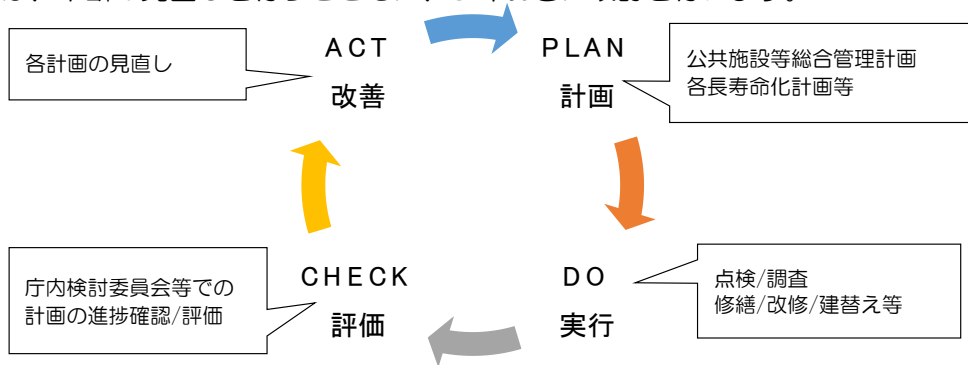 ACT
改善
PLAN
計画
各計画の見直し
公共施設等総合管理計画
各長寿命化計画等
CHECK
評価
DO
実行
庁内検討委員会等での
計画の進捗確認/評価
点検/調査
修繕/改修/建替え等